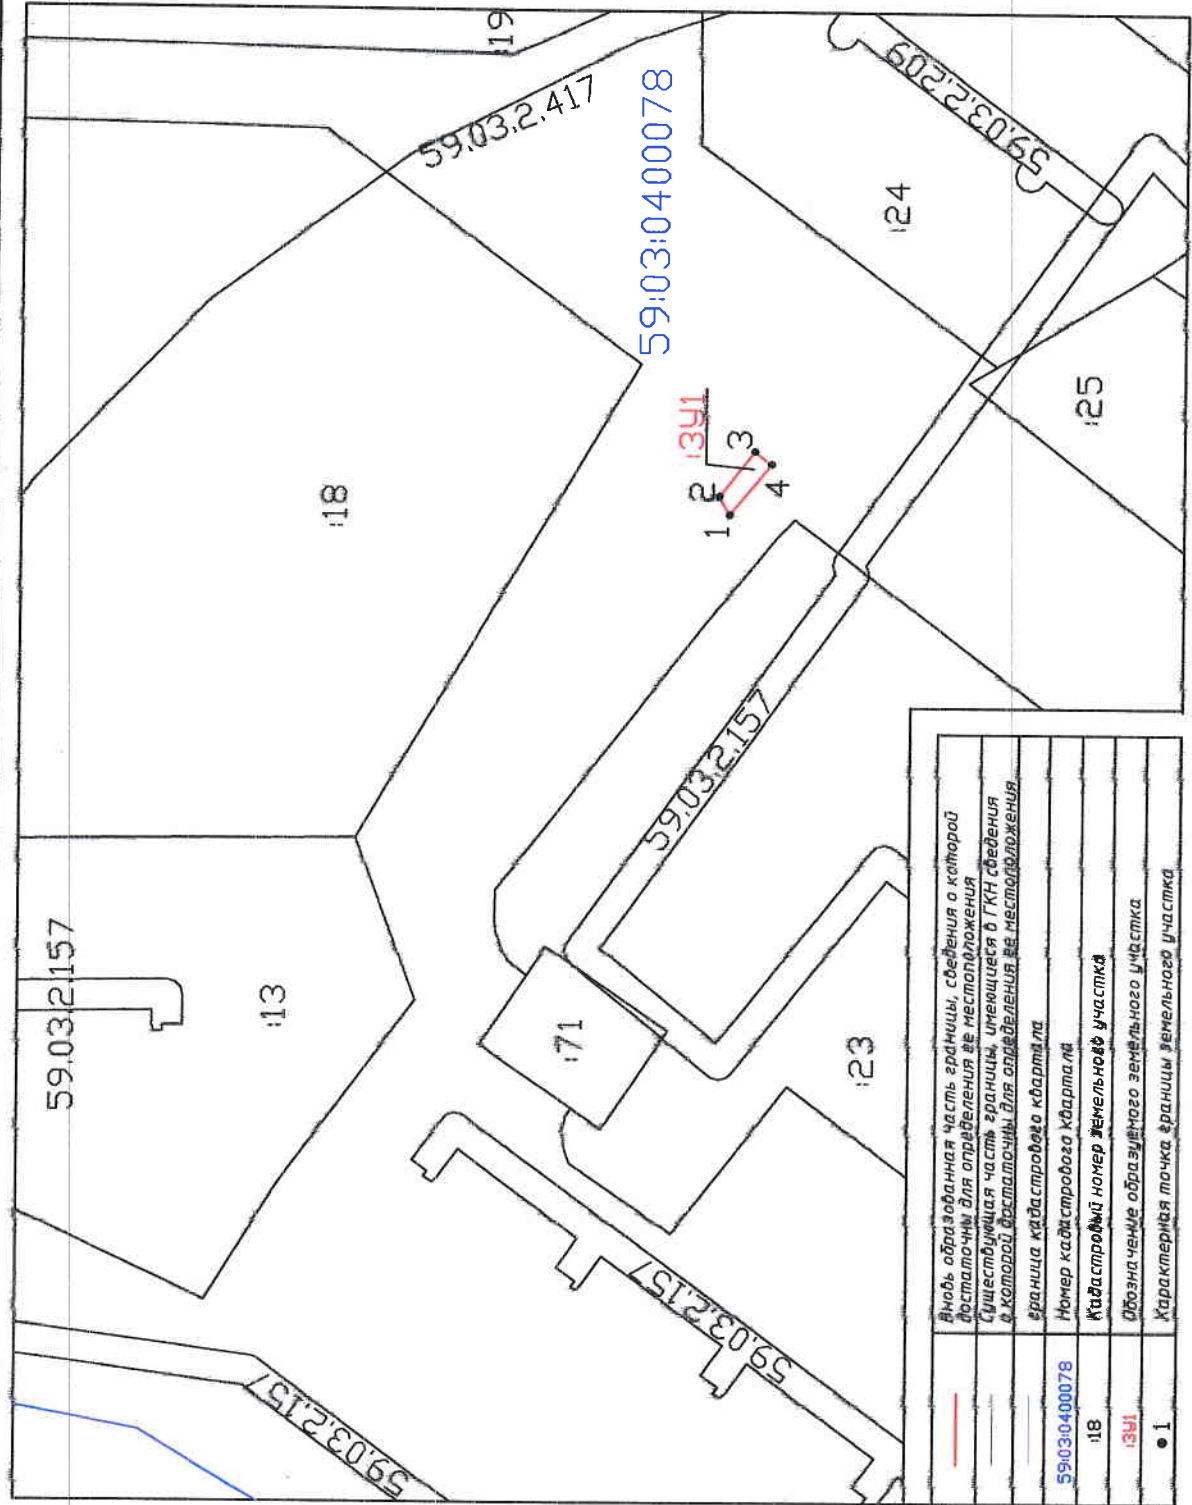 :19
59.03.2.417
59:03:0400078
59.03.2.209
:24
:18
:25
:ЗУ1
1
2
3
4
59.03.2.157
59.03.2.157
:13
:71
:23
59.03.2.157
59.03.2.157
Вновь образованная часть границы, сведения о которой
достаточны для определения ее местоположения
Существующая часть границы, имеющиеся в ГКН сведения
о которой достаточны для определения ее местоположения
граница кадастрового квартала
59:03:0400078 Номер кадастрового квартала
:18 Кадастровый номер земельного участка
:ЗУ1 Обозначение образуемого земельного участка
1 Характерная точка границы земельного участка